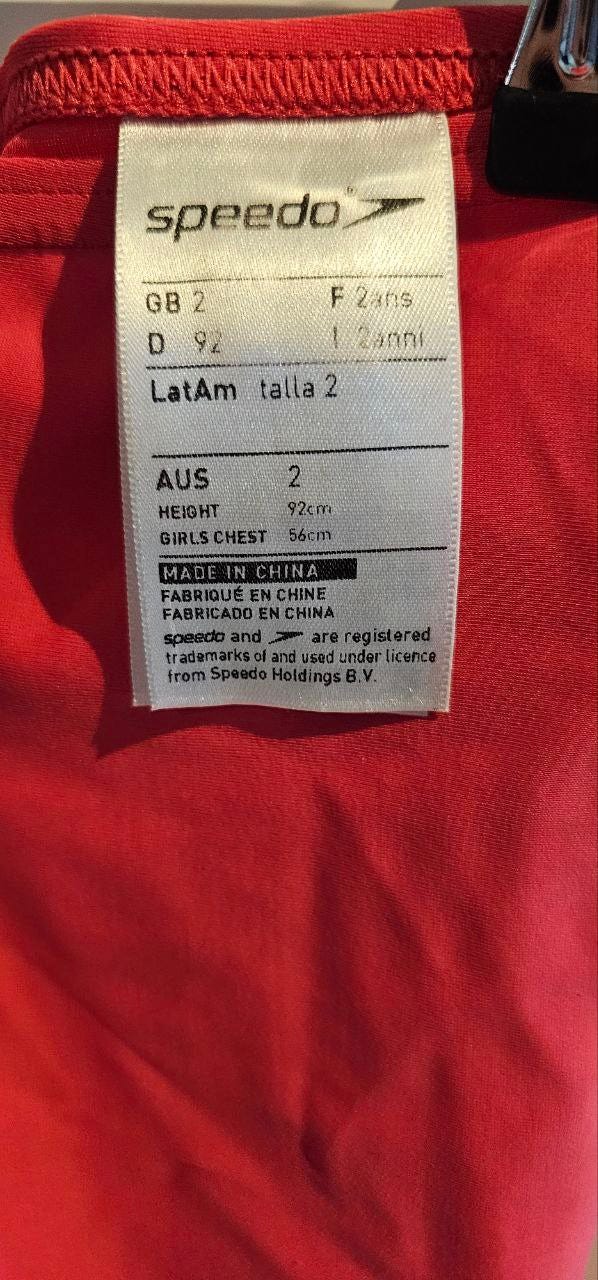 speedo®
GB 2 F 2ans
D 92 I 2anni
LatAm talla 2
AUS 2
HEIGHT 92cm
GIRLS CHEST 56cm
MADE IN CHINA
FABRIQUÉ EN CHINE
FABRICADO EN CHINA
speedo and are registered
trademarks of and used under licence
from Speedo Holdings B.V.